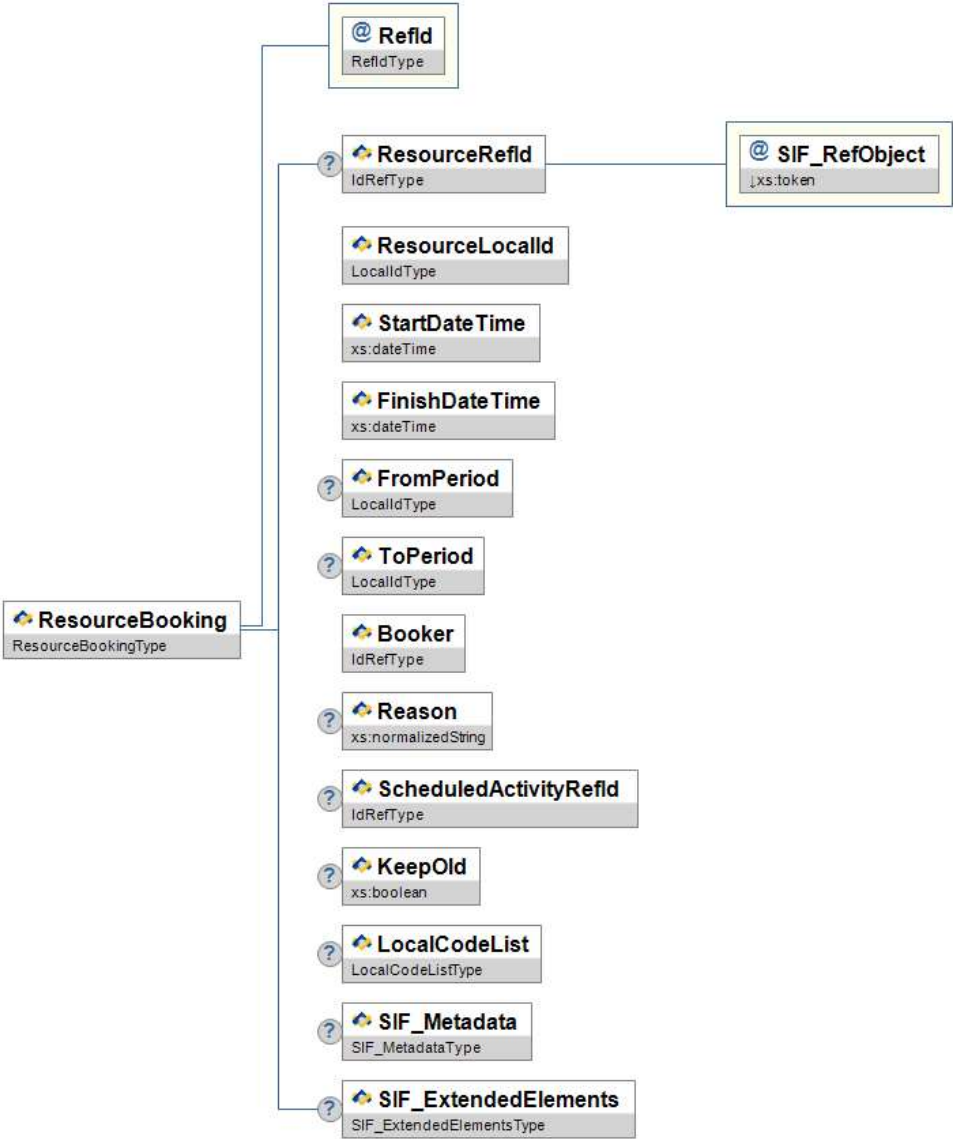 @ RefId
RefIdType
? ResourceRefId
IdRefType
@ SIF_RefObject
↓xs:token
ResourceLocalId
LocalIdType
StartDateTime
xs:dateTime
FinishDateTime
xs:dateTime
? FromPeriod
LocalIdType
? ToPeriod
LocalIdType
ResourceBooking
ResourceBookingType
Booker
IdRefType
? Reason
xs:normalizedString
? ScheduledActivityRefId
IdRefType
? KeepOld
xs:boolean
? LocalCodeList
LocalCodeListType
? SIF_Metadata
SIF_MetadataType
? SIF_ExtendedElements
SIF_ExtendedElementsType